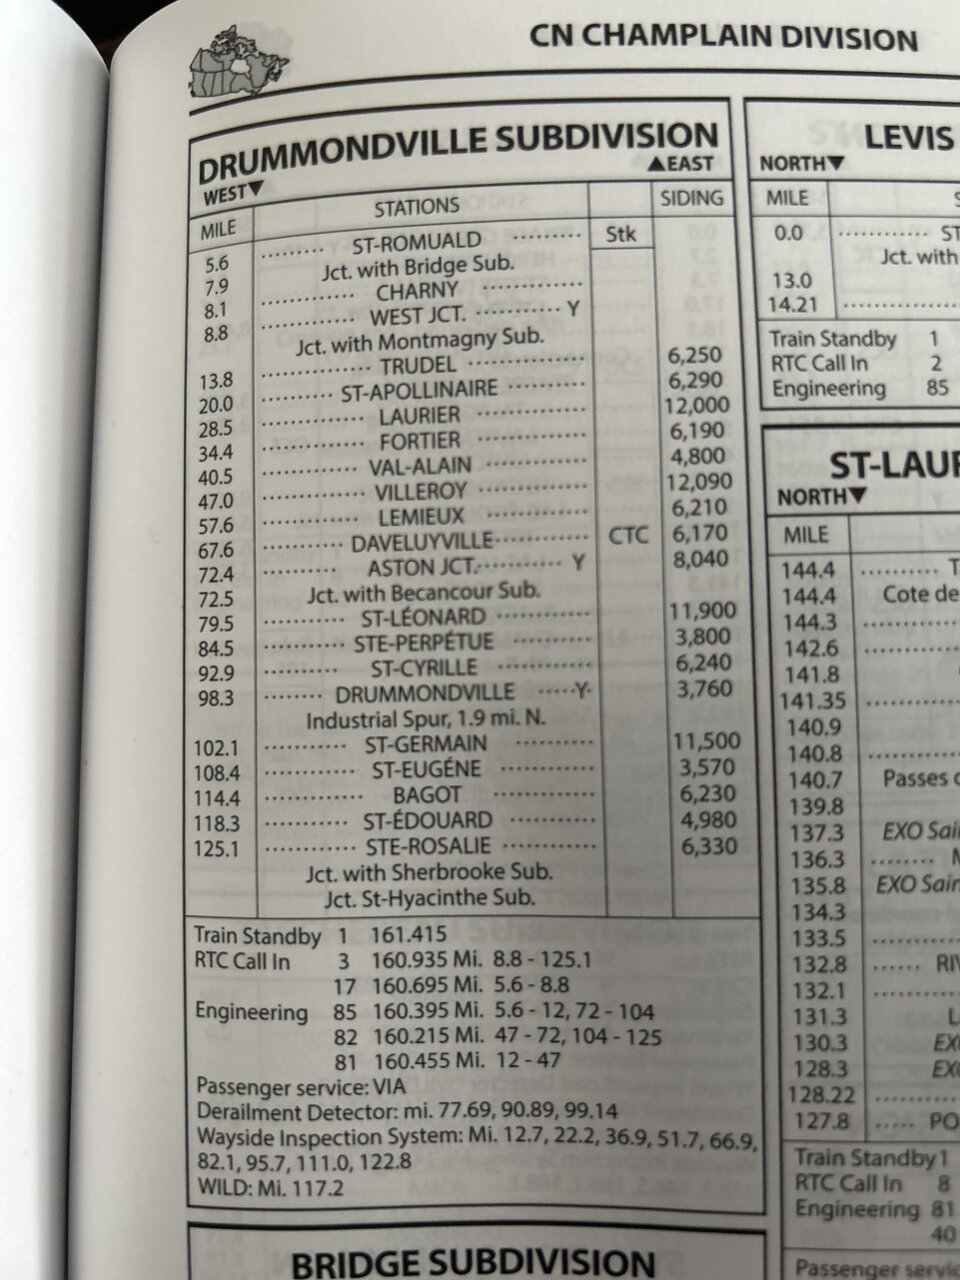 CN CHAMPLAIN DIVISION
DRUMMONDVILLE SUBDIVISION
WEST▼ ▲EAST
MILE STATIONS SIDING
5.6 ········· ST-ROMUALD ·········· Stk
7.9 Jct. with Bridge Sub.
8.1 ············· CHARNY ··············
8.8 ············· WEST JCT. ············ Y
Jct. with Montmagny Sub.
13.8 ··············· TRUDEL ················· 6,250
20.0 ·········· ST-APOLLINAIRE ··········· 6,290
28.5 ·············· LAURIER ··············· 12,000
34.4 ·············· FORTIER ··············· 6,190
40.5 ············· VAL-ALAIN ·············· 4,800
47.0 ············· VILLEROY ··············· 12,090
57.6 ·············· LEMIEUX ··············· 6,210
67.6 ··········· DAVELUYVILLE ············· CTC 6,170
72.4 ·········· ASTON JCT. ············ Y 8,040
72.5 Jct. with Becancour Sub.
79.5 ··········· ST-LÉONARD ············· 11,900
84.5 ··········· STE-PERPÉTUE ·········· 3,800
92.9 ·········· ST-CYRILLE ············· 6,240
98.3 ········ DRUMMONDVILLE ·····Y· 3,760
Industrial Spur, 1.9 mi. N.
102.1 ··········· ST-GERMAIN ··········· 11,500
108.4 ············ ST-EUGÉNE ············· 3,570
114.4 ············· BAGOT ·············· 6,230
118.3 ··········· ST-ÉDOUARD ··········· 4,980
125.1 ············ STE-ROSALIE ············· 6,330
Jct. with Sherbrooke Sub.
Jct. St-Hyacinthe Sub.
Train Standby 1 161.415
RTC Call In 3 160.935 Mi. 8.8 - 125.1
17 160.695 Mi. 5.6 - 8.8
Engineering 85 160.395 Mi. 5.6 - 12, 72 - 104
82 160.215 Mi. 47 - 72, 104 - 125
81 160.455 Mi. 12 - 47
Passenger service: VIA
Derailment Detector: mi. 77.69, 90.89, 99.14
Wayside Inspection System: Mi. 12.7, 22.2, 36.9, 51.7, 66.9,
82.1, 95.7, 111.0, 122.8
WILD: Mi. 117.2
BRIDGE SUBDIVISION
LEVIS
NORTH▼
MILE S
0.0 ············ ST
Jct. with
13.0
14.21 ············
Train Standby 1
RTC Call In 2
Engineering 85
ST-LAUR
NORTH▼
MILE
144.4 ·········· T
144.4 Cote de
144.3 ············
142.6 ············
141.8
141.35 ············
140.9
140.8 ············
140.7 Passes
139.8
137.3 EXO Sai
136.3 ········ M
135.8 EXO Sain
134.3
133.5 ············
132.8 ······ RI
132.1 ············
131.3 L
130.3 EX
128.3 EX
128.22 ············
127.8 ····· PO
Train Standby 1
RTC Call In 8
Engineering 81
40
Passenger servi